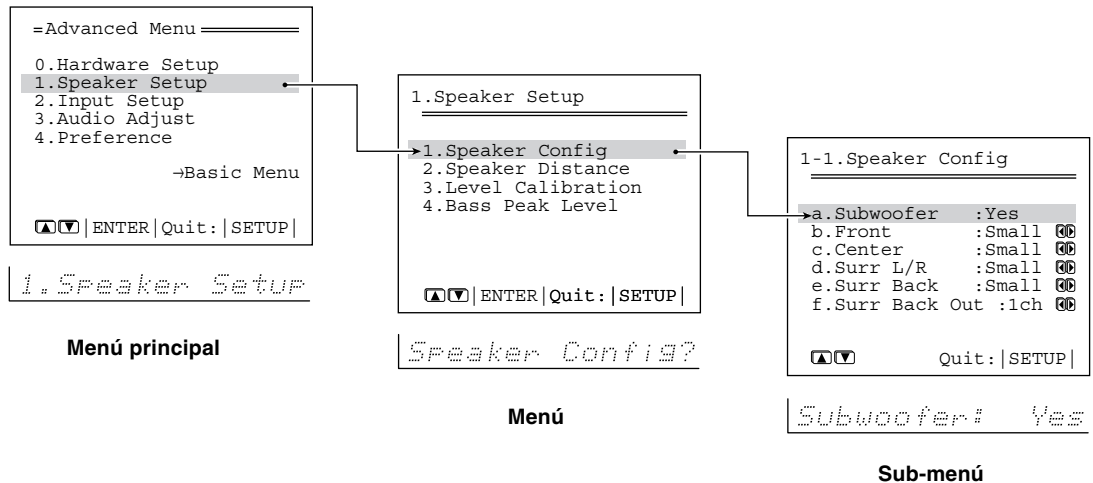 =Advanced Menu
0.Hardware Setup
1.Speaker Setup
2.Input Setup
3.Audio Adjust
4.Preference
→Basic Menu
▲▼|ENTER|Quit:|SETUP|
1.Speaker Setup
Menú principal
1.Speaker Setup
1.Speaker Config
2.Speaker Distance
3.Level Calibration
4.Bass Peak Level
▲▼|ENTER|Quit:|SETUP|
Speaker Config?
Menú
1-1.Speaker Config
a.Subwoofer :Yes
b.Front :Small ◀▶
c.Center :Small ◀▶
d.Surr L/R :Small ◀▶
e.Surr Back :Small ◀▶
f.Surr Back Out :1ch ◀▶
▲▼ Quit:|SETUP|
Subwoofer: Yes
Sub-menú